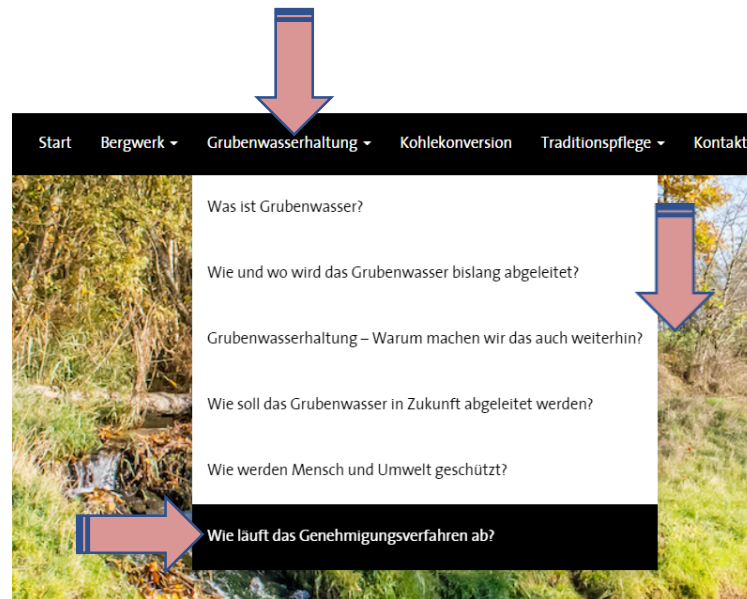 Start Bergwerk Grubenwasserhaltung Kohlekonversion Traditionspflege Kontakt
Was ist Grubenwasser?
Wie und wo wird das Grubenwasser bislang abgeleitet?
Grubenwasserhaltung – Warum machen wir das auch weiterhin?
Wie soll das Grubenwasser in Zukunft abgeleitet werden?
Wie werden Mensch und Umwelt geschützt?
Wie läuft das Genehmigungsverfahren ab?